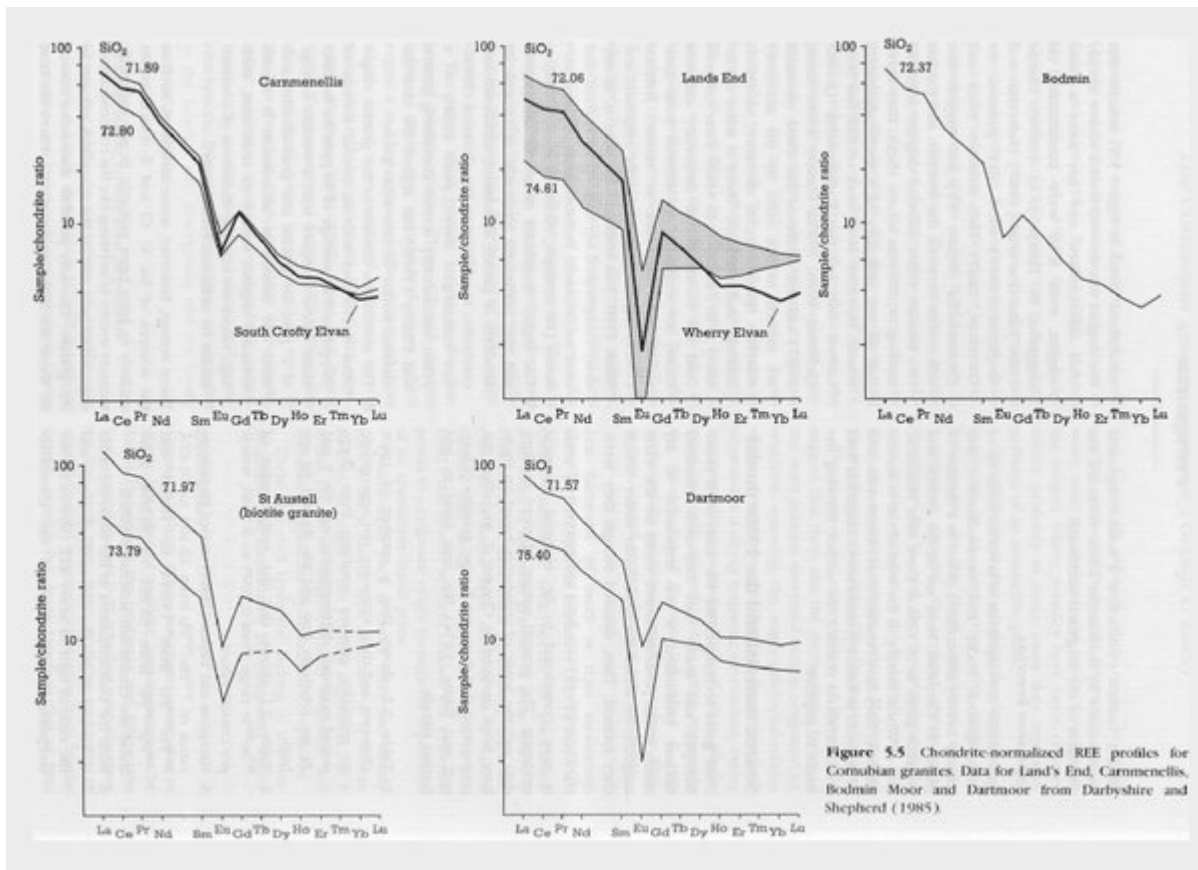 100
SiO2
71.89
Carnmenellis
72.80
10
Sample/chondrite ratio
South Crofty Elvan
La Ce Pr Nd Sm Eu Gd Tb Dy Ho Er Tm Yb Lu
100
SiO2
72.06
Lands End
74.61
10
Sample/chondrite ratio
Wherry Elvan
La Ce Pr Nd Sm Eu Gd Tb Dy Ho Er Tm Yb Lu
100
SiO2
72.37
Bodmin
10
Sample/chondrite ratio
La Ce Pr Nd Sm Eu Gd Tb Dy Ho Er Tm Yb Lu
100
SiO2
71.97
St Austell
(biotite granite)
73.79
10
Sample/chondrite ratio
La Ce Pr Nd Sm Eu Gd Tb Dy Ho Er Tm Yb Lu
100
SiO2
71.57
Dartmoor
75.40
10
Sample/chondrite ratio
La Ce Pr Nd Sm Eu Gd Tb Dy Ho Er Tm Yb Lu
Figure 5.5 Chondrite-normalized REE profiles for
Cornubian granites. Data for Land's End, Carnmenellis,
Bodmin Moor and Dartmoor from Darbyshire and
Shepherd (1985).